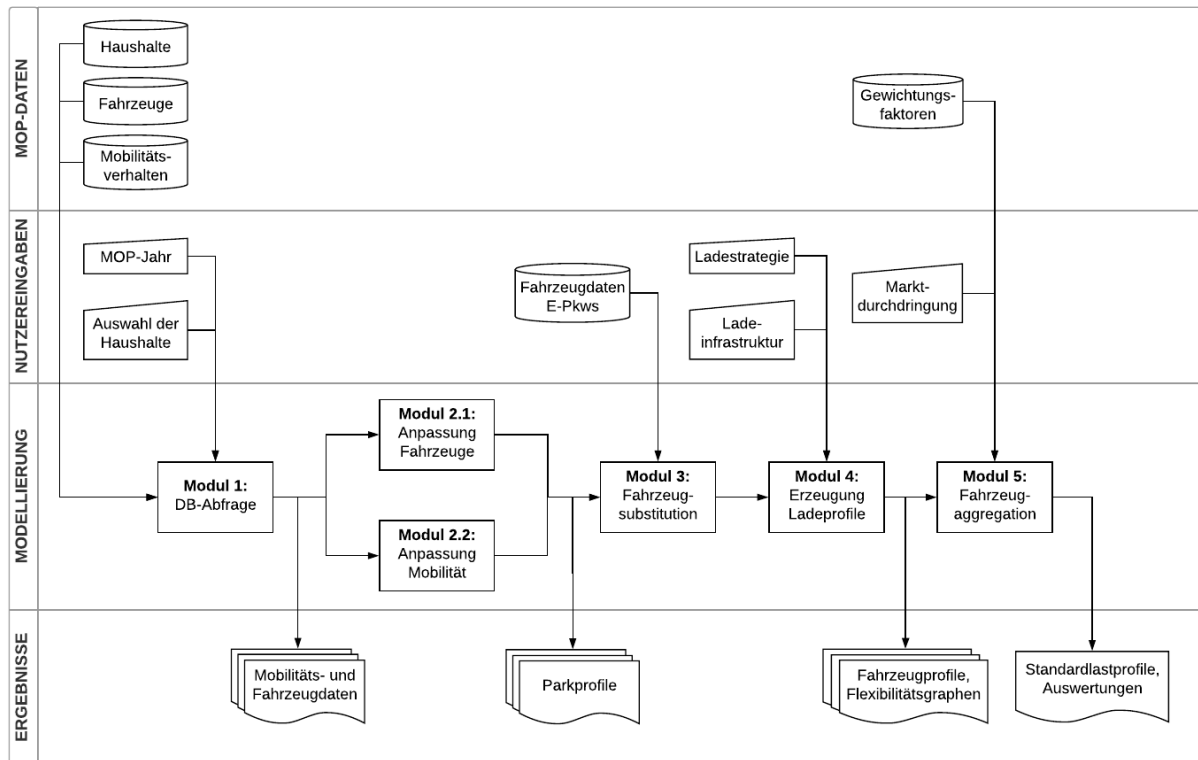 MOP-DATEN
Haushalte
Fahrzeuge
Mobilitäts-
verhalten
Gewichtungs-
faktoren
NUTZEREINGABEN
MOP-Jahr
Auswahl der
Haushalte
Fahrzeugdaten
E-Pkws
Ladestrategie
Lade-
infrastruktur
Markt-
durchdringung
MODELLIERUNG
Modul 1:
DB-Abfrage
Modul 2.1:
Anpassung
Fahrzeuge
Modul 2.2:
Anpassung
Mobilität
Modul 3:
Fahrzeug-
substitution
Modul 4:
Erzeugung
Ladeprofile
Modul 5:
Fahrzeug-
aggregation
ERGEBNISSE
Mobilitäts- und
Fahrzeugdaten
Parkprofile
Fahrzeugprofile,
Flexibilitätsgraphen
Standardlastprofile,
Auswertungen